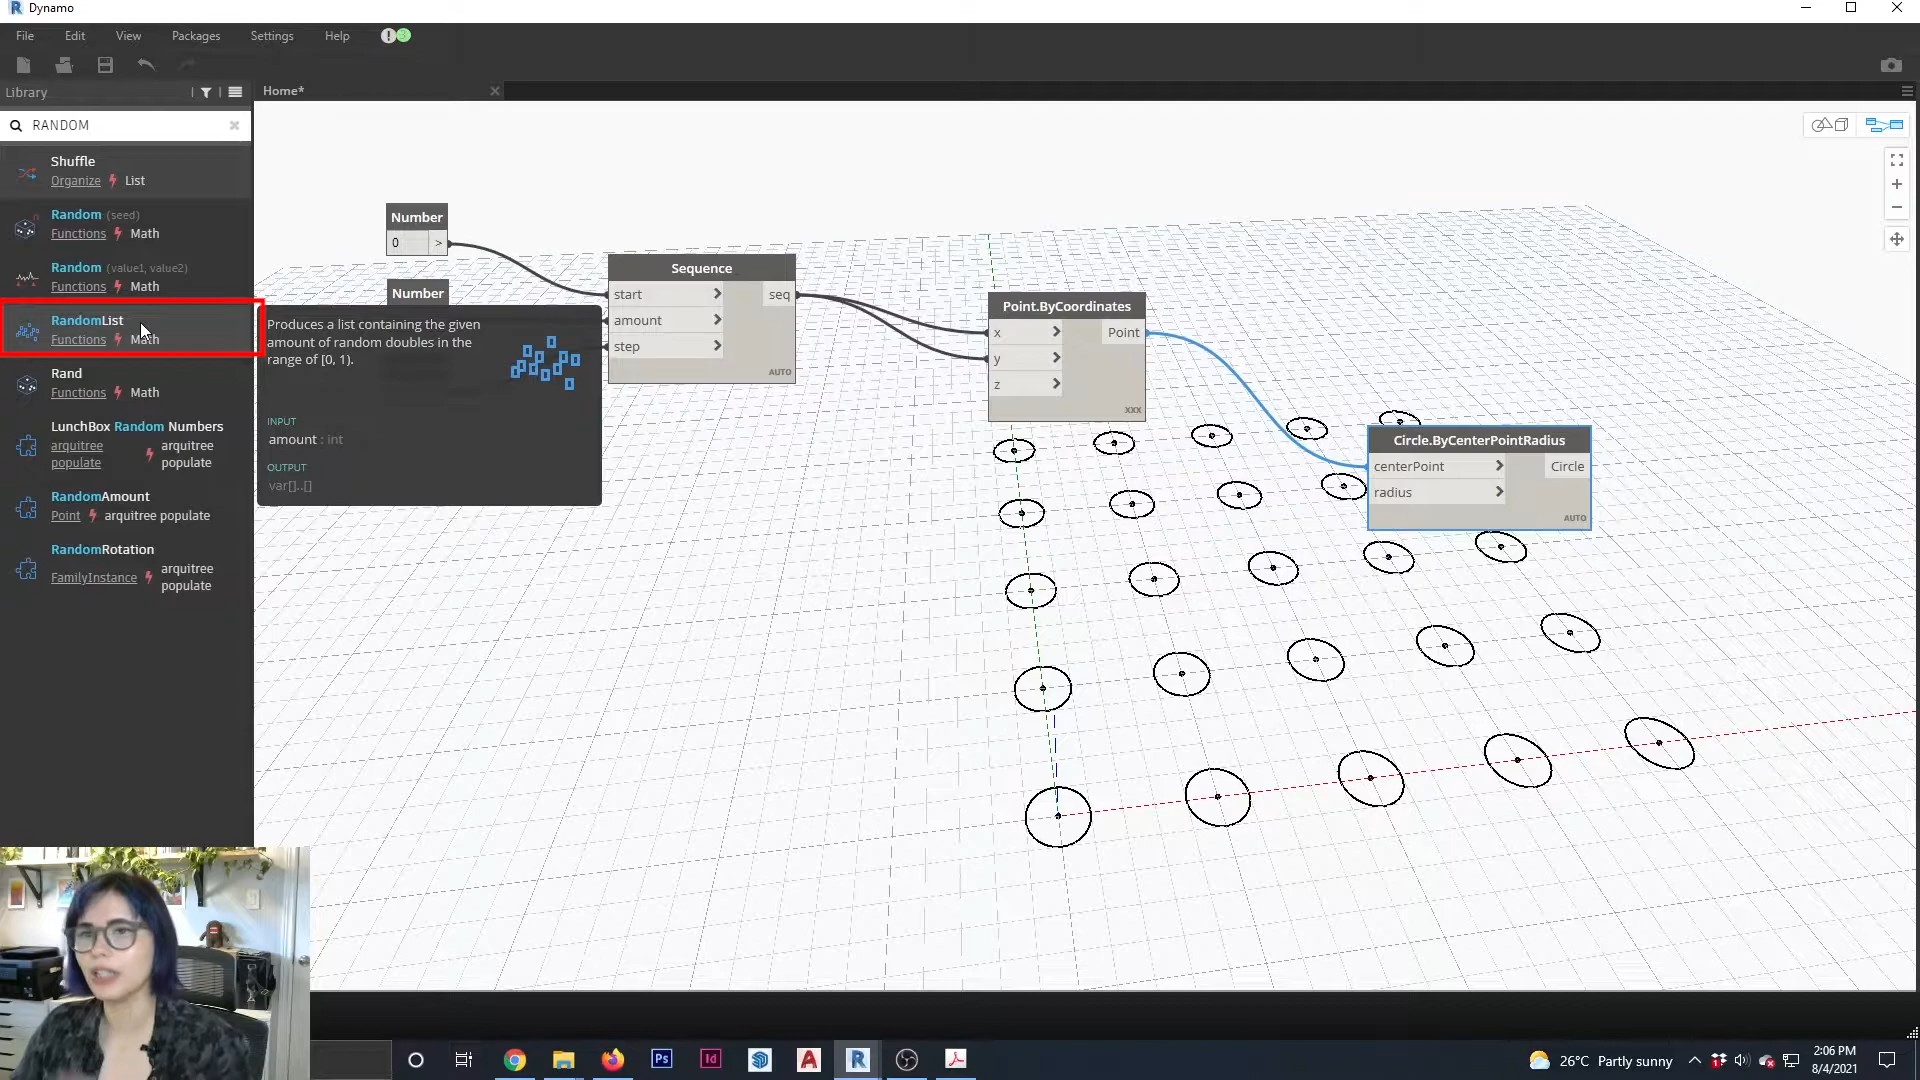 Dynamo
File Edit View Packages Settings Help
Library
Home*
RANDOM
Shuffle
Organize List
Random (seed)
Functions Math
Random (value1, value2)
Functions Math
RandomList
Functions Math
Rand
Functions Math
LunchBox Random Numbers
arquitree populate
arquitree populate
RandomAmount
Point arquitree populate
RandomRotation
FamilyInstance
arquitree populate
Produces a list containing the given
amount of random doubles in the
range of [0, 1).
INPUT
amount : int
OUTPUT
var[]..[]
Number
0 >
Number
Sequence
start > seq
amount >
step >
AUTO
Point.ByCoordinates
x > Point
y >
z >
XXX
Circle.ByCenterPointRadius
centerPoint > Circle
radius >
AUTO
Ps
Id
A
R
26°C Partly sunny
2:06 PM
8/4/2021